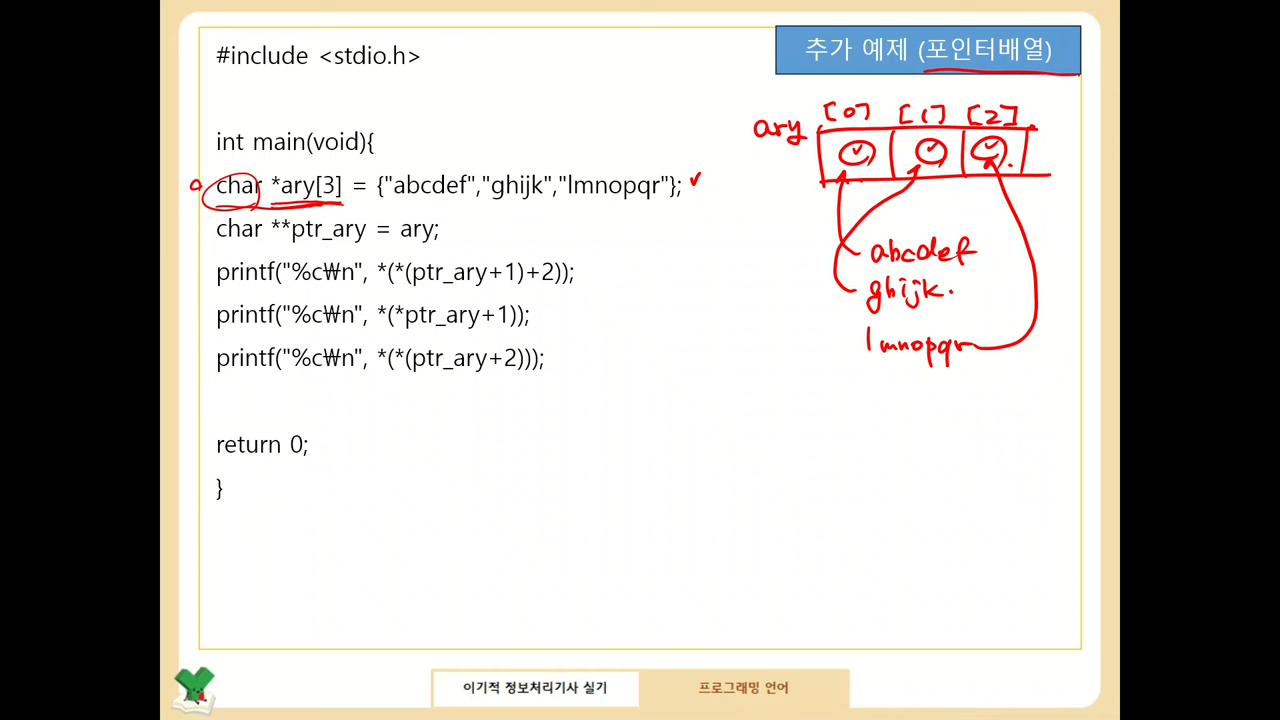 추가 예제 (포인터배열)
#include <stdio.h>
int main(void){
char *ary[3] = {"abcdef","ghijk","lmnopqr"};
char **ptr_ary = ary;
printf("%c₩n", *(*(ptr_ary+1)+2));
printf("%c₩n", *(*ptr_ary+1));
printf("%c₩n", *(*(ptr_ary+2)));
return 0;
}
[0] [1] [2]
ary
abcdef
ghijk.
lmnopqr
이기적 정보처리기사 실기
프로그래밍 언어